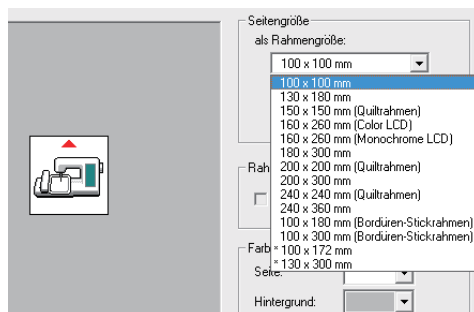 Seitengröße
als Rahmengröße:
100 x 100 mm
100 x 100 mm
130 x 180 mm
150 x 150 mm (Quiltrahmen)
160 x 260 mm (Color LCD)
160 x 260 mm (Monochrome LCD)
180 x 300 mm
200 x 200 mm (Quiltrahmen)
200 x 300 mm
240 x 240 mm (Quiltrahmen)
240 x 360 mm
100 x 180 mm (Bordüren-Stickrahmen)
100 x 300 mm (Bordüren-Stickrahmen)
* 100 x 172 mm
* 130 x 300 mm
Rah
Farb
Seite:
Hintergrund: